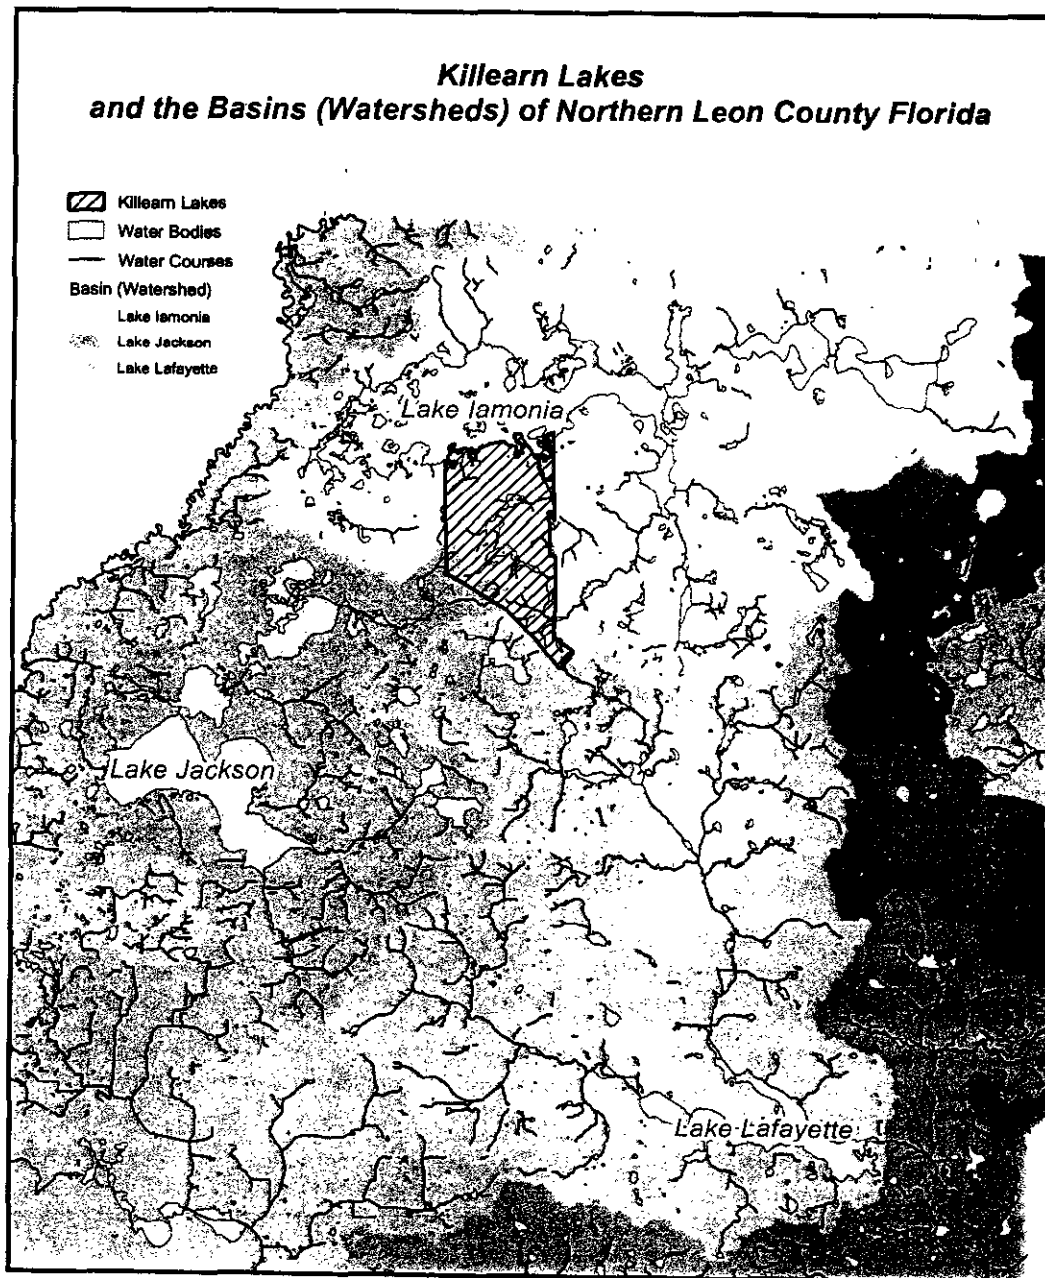 Killearn Lakes
and the Basins (Watersheds) of Northern Leon County Florida
Killearn Lakes
Water Bodies
Water Courses
Basin (Watershed)
Lake Iamonia
Lake Jackson
Lake Lafayette
Lake Iamonia
Lake Jackson
Lake Lafayette